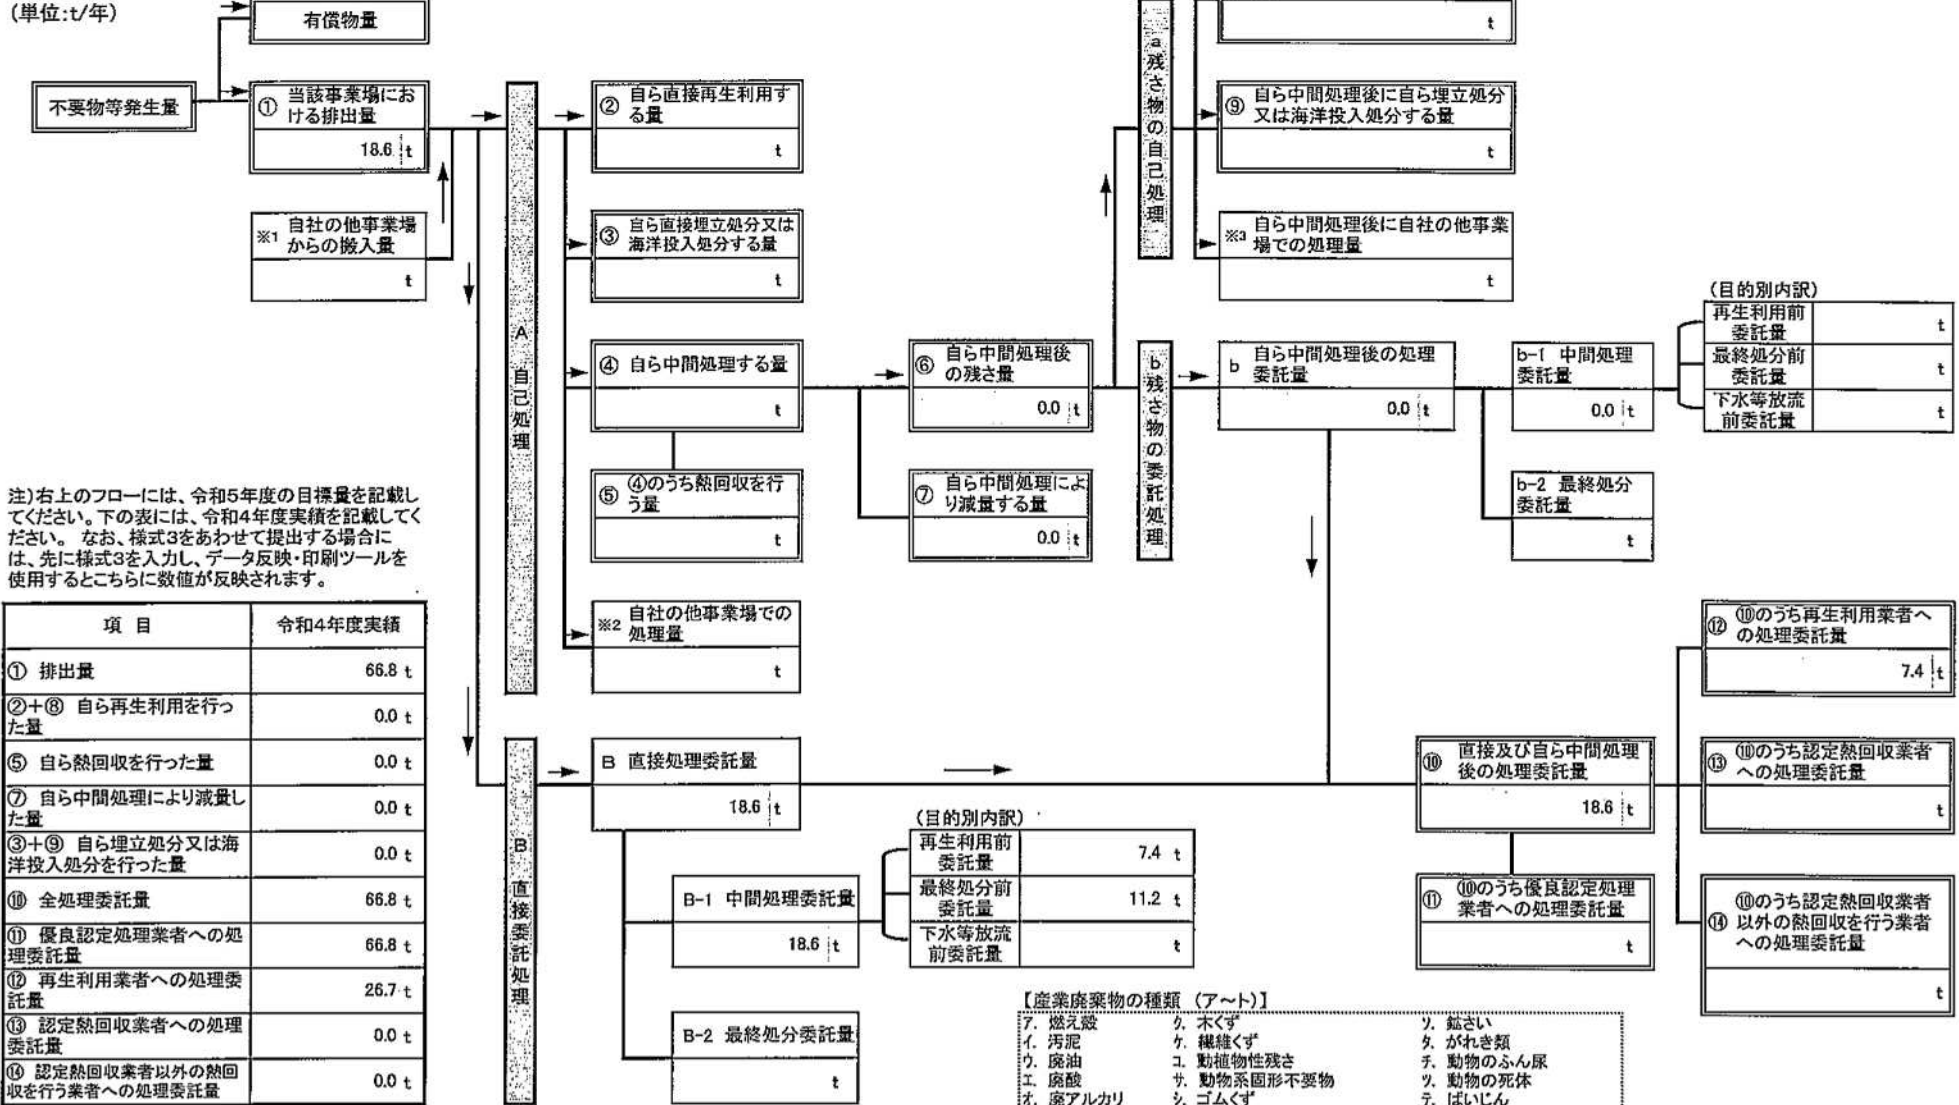 (単位:t/年)
有償物量
不要物等発生量
① 当該事業場にお
ける排出量
18.6 t
※1 自社の他事業場
からの搬入量
t
A 自己処理
② 自ら直接再生利用す
る量
t
③ 自ら直接埋立処分又は
海洋投入処分する量
t
④ 自ら中間処理する量
t
⑤ ④のうち熱回収を行
う量
t
※2 自社の他事業場での
処理量
t
⑥ 自ら中間処理後
の残さ量
0.0 t
⑦ 自ら中間処理によ
り減量する量
0.0 t
a 残さ物の自己処理
t
⑨ 自ら中間処理後に自ら埋立処分
又は海洋投入処分する量
t
※3 自ら中間処理後に自社の他事業
場での処理量
t
b 残さ物の委託処理
b 自ら中間処理後の処理
委託量
0.0 t
b-1 中間処理
委託量
0.0 t
(目的別内訳)
再生利用前
委託量
t
最終処分前
委託量
t
下水等放流
前委託量
t
b-2 最終処分
委託量
t
注)右上のフローには、令和5年度の目標量を記載し
てください。下の表には、令和4年度実績を記載してく
ださい。 なお、様式3をあわせて提出する場合に
は、先に様式3を入力し、データ反映・印刷ツールを
使用するとこちらに数値が反映されます。
項 目 令和4年度実績
① 排出量 66.8 t
②+⑧ 自ら再生利用を行っ
た量 0.0 t
⑤ 自ら熱回収を行った量 0.0 t
⑦ 自ら中間処理により減量し
た量 0.0 t
③+⑨ 自ら埋立処分又は海
洋投入処分を行った量 0.0 t
⑩ 全処理委託量 66.8 t
⑪ 優良認定処理業者への処
理委託量 66.8 t
⑫ 再生利用業者への処理委
託量 26.7 t
⑬ 認定熱回収業者への処理
委託量 0.0 t
⑭ 認定熱回収業者以外の熱回
収を行う業者への処理委託量 0.0 t
B 直接委託処理
B 直接処理委託量
18.6 t
B-1 中間処理委託量
18.6 t
(目的別内訳)
再生利用前
委託量
7.4 t
最終処分前
委託量
11.2 t
下水等放流
前委託量
t
B-2 最終処分委託量
t
⑩ 直接及び自ら中間処理
後の処理委託量
18.6 t
⑪ ⑩のうち優良認定処理
業者への処理委託量
t
⑫ ⑩のうち再生利用業者へ
の処理委託量
7.4 t
⑬ ⑩のうち認定熱回収業者
への処理委託量
t
⑭ ⑩のうち認定熱回収業者
以外の熱回収を行う業者
への処理委託量
t
【産業廃棄物の種類 (ア~ト)】
ア. 燃え殻 ク. 木くず ソ. 鉱さい
イ. 汚泥 ケ. 繊維くず タ. がれき類
ウ. 廃油 コ. 動植物性残さ チ. 動物のふん尿
エ. 廃酸 サ. 動物系固形不要物 ツ. 動物の死体
オ. 廃アルカリ シ. ゴムくず テ. ばいじん